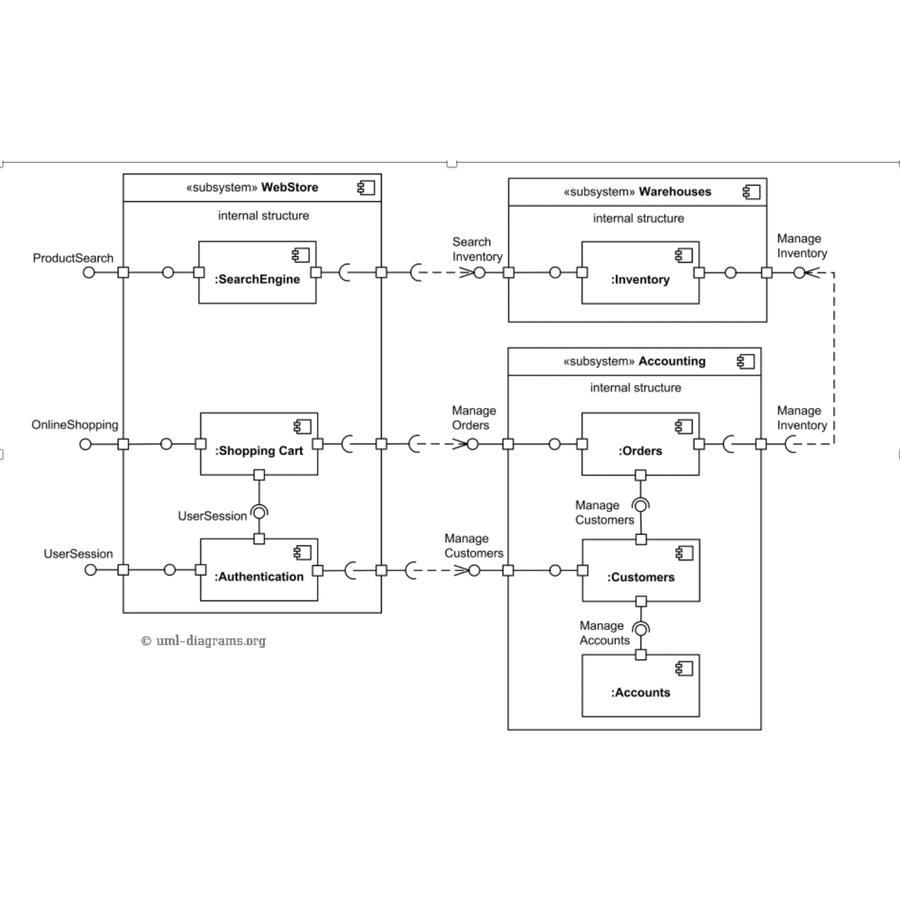 «subsystem» WebStore
internal structure
ProductSearch
:SearchEngine
OnlineShopping
:Shopping Cart
UserSession
UserSession
:Authentication
© uml-diagrams.org
Search
Inventory
«subsystem» Warehouses
internal structure
:Inventory
Manage
Inventory
«subsystem» Accounting
internal structure
Manage
Orders
:Orders
Manage
Inventory
Manage
Customers
Manage
Customers
:Customers
Manage
Accounts
:Accounts